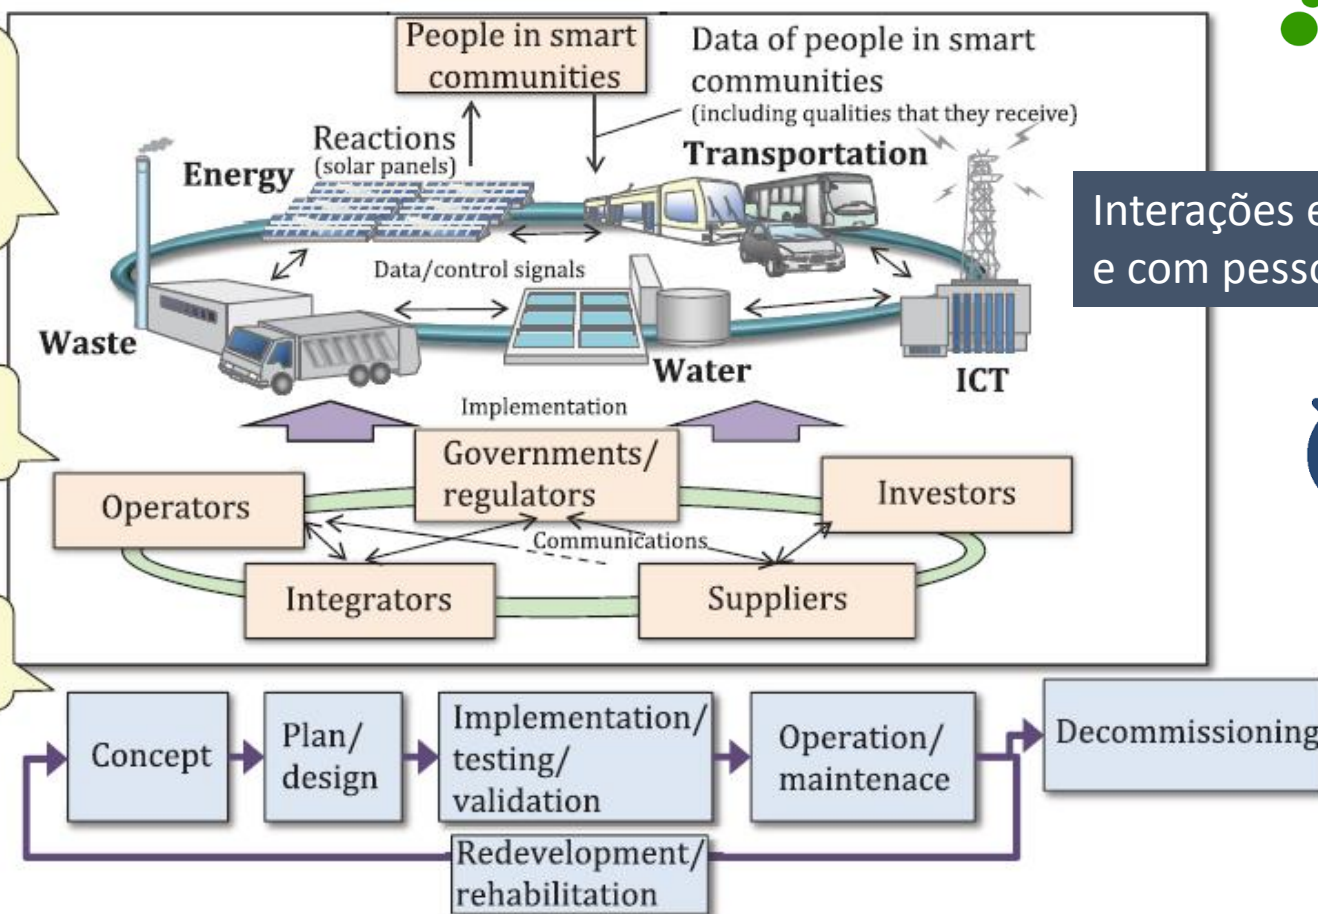 People in smart
communities
Data of people in smart
communities
(including qualities that they receive)
Reactions
(solar panels)
Energy
Transportation
Interações e
e com pesso
Data/control signals
Waste
Water
ICT
Implementation
Governments/
regulators
Operators
Investors
Communications
Integrators
Suppliers
Concept
Plan/
design
Implementation/
testing/
validation
Operation/
maintenace
Decommissioning
Redevelopment/
rehabilitation